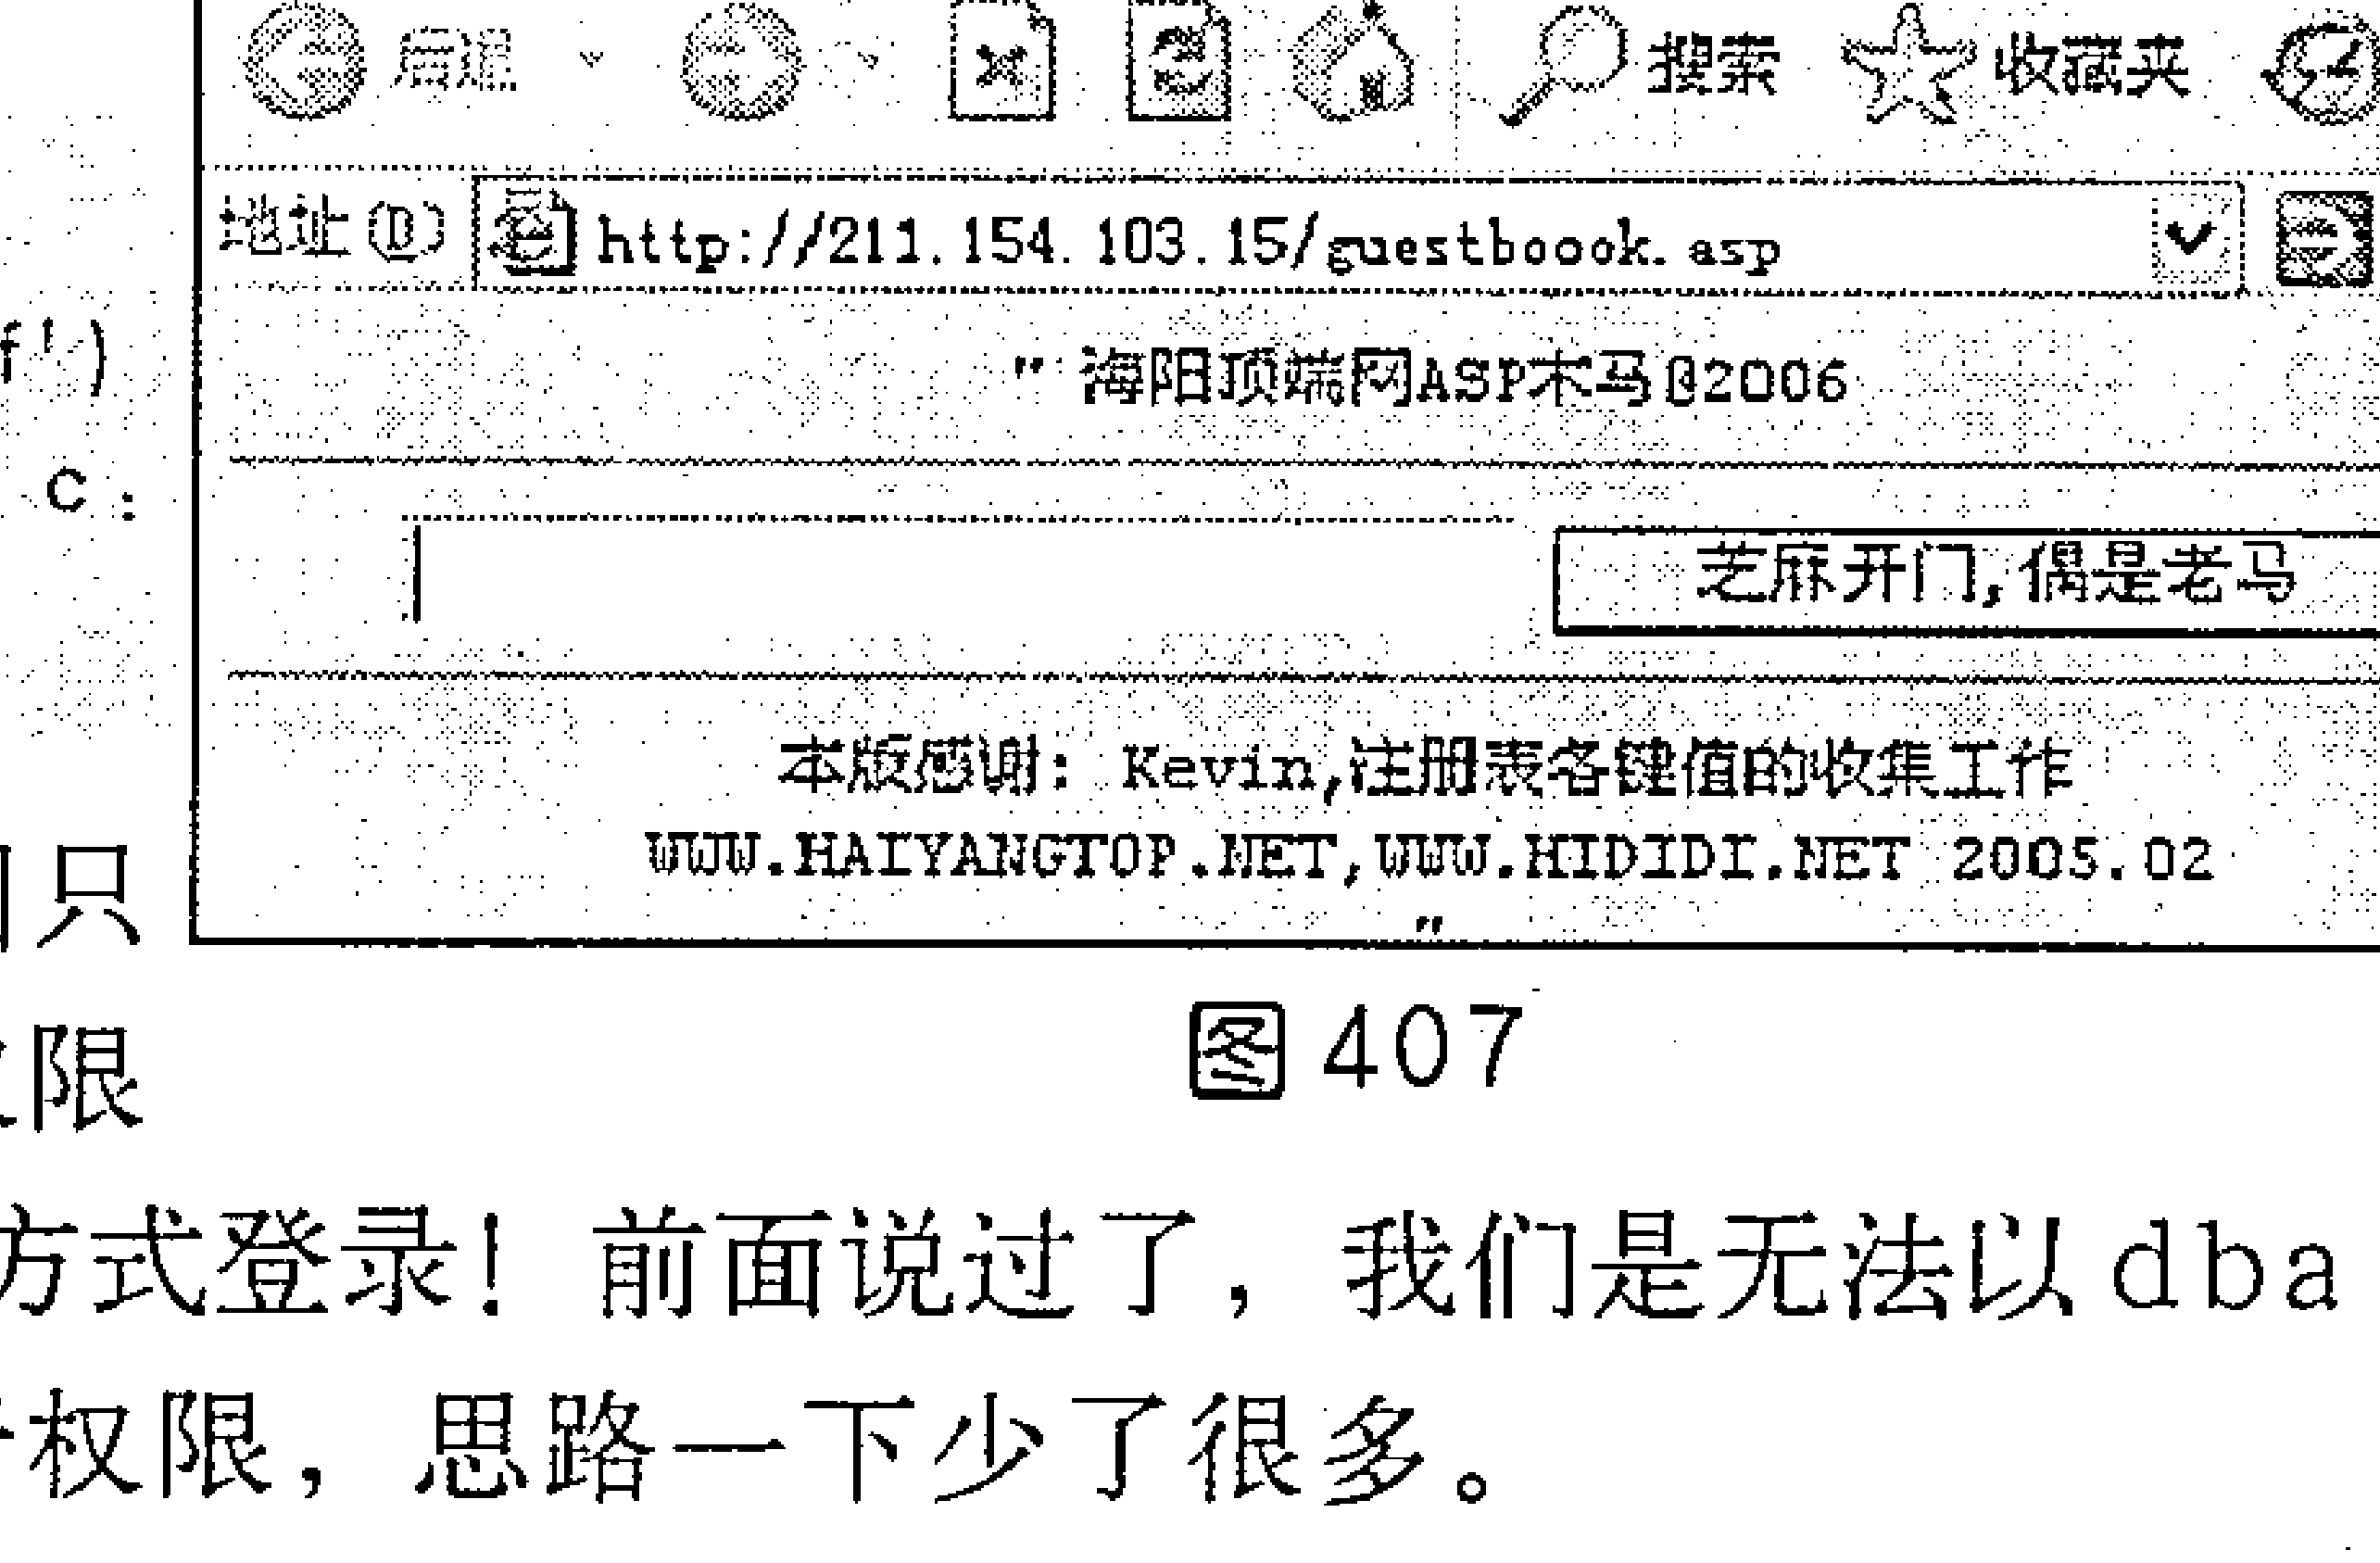 后退 搜索 收藏夹
地址(D) http://211.154.103.15/guestboook.asp
f')
" 海阳顶端网ASP木马@2006
c:
芝麻开门,偶是老马
本版感谢: Kevin,注册表各键值的收集工作
WWW.HAIYANGTOP.NET,WWW.HIDIDI.NET 2005.02
"
只
限
图407
方式登录！前面说过了，我们是无法以dba
权限，思路一下少了很多。